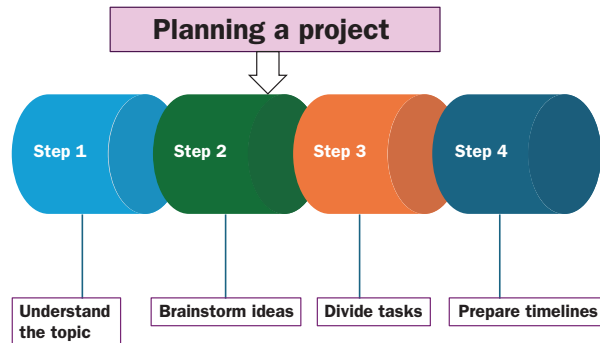 Planning a project
Step 1
Step 2
Step 3
Step 4
Understand
the topic
Brainstorm ideas
Divide tasks
Prepare timelines